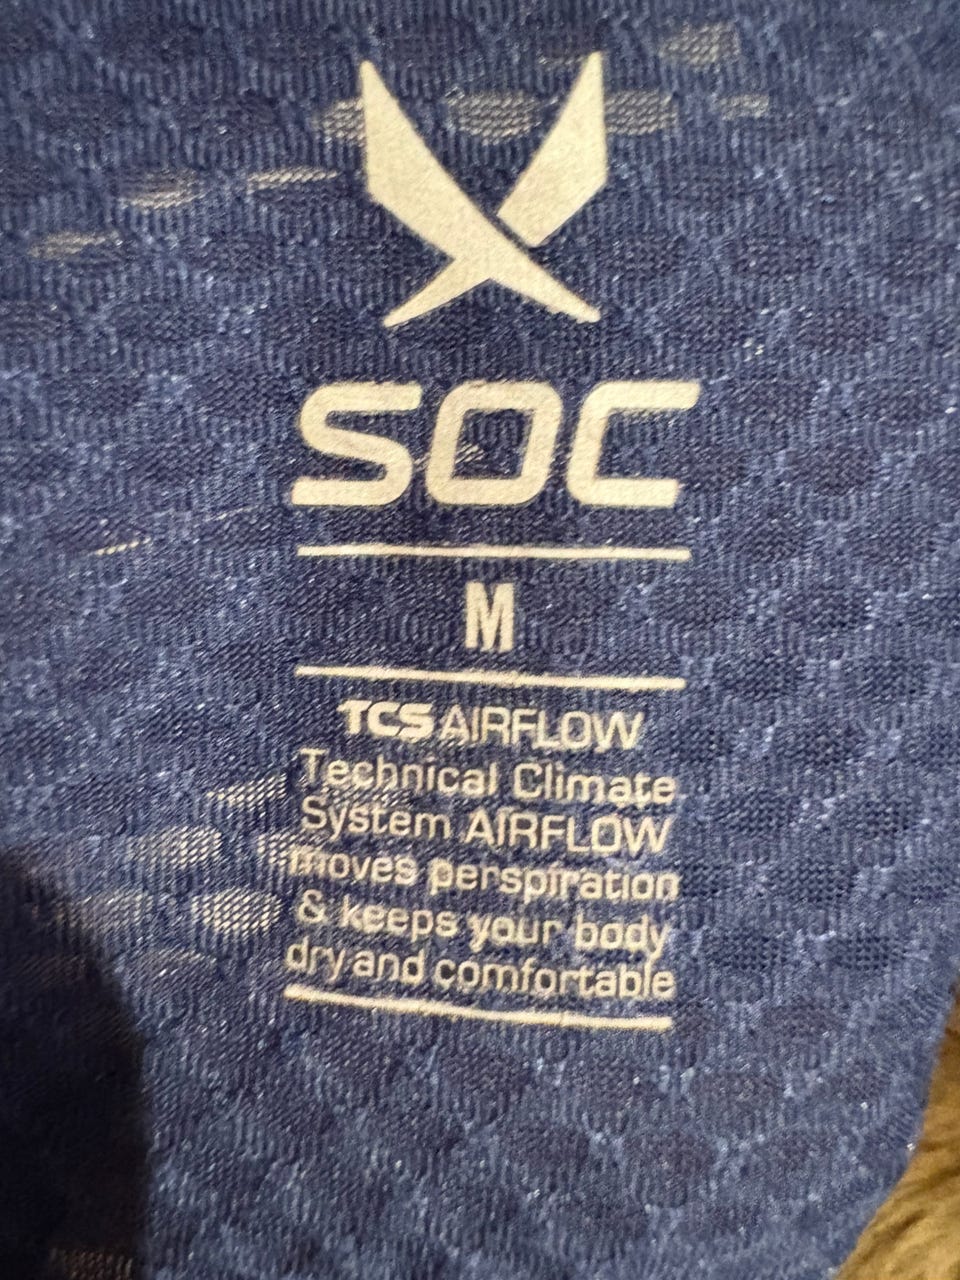 SOC
M
TCS AIRFLOW
Technical Climate
System AIRFLOW
moves perspiration
& keeps your body
dry and comfortable